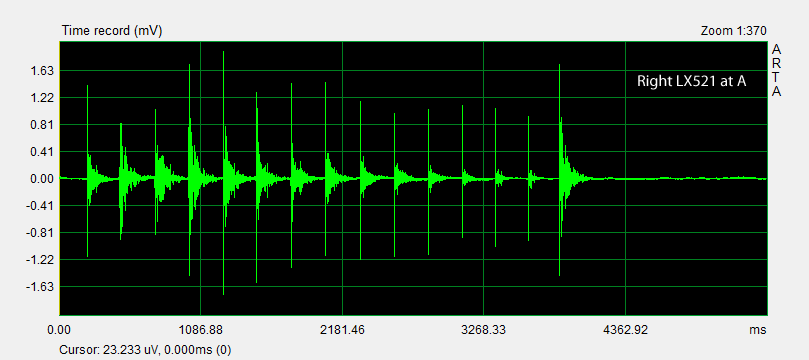 Time record (mV)
Zoom 1:370
A
R
T
A
Right LX521 at A
1.63
1.22
0.81
0.41
0.00
-0.41
-0.81
-1.22
-1.63
0.00
1086.88
2181.46
3268.33
4362.92
ms
Cursor: 23.233 uV, 0.000ms (0)